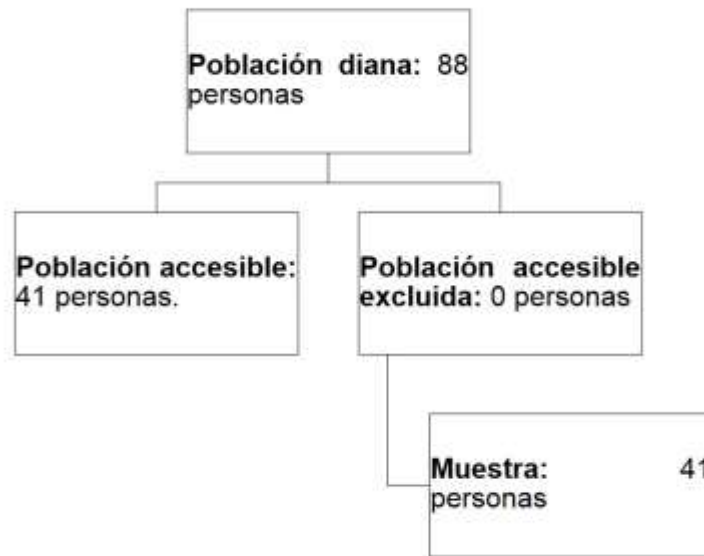 Población diana: 88
personas
Población accesible:
41 personas.
Población accesible
excluida: 0 personas
Muestra: 41
personas